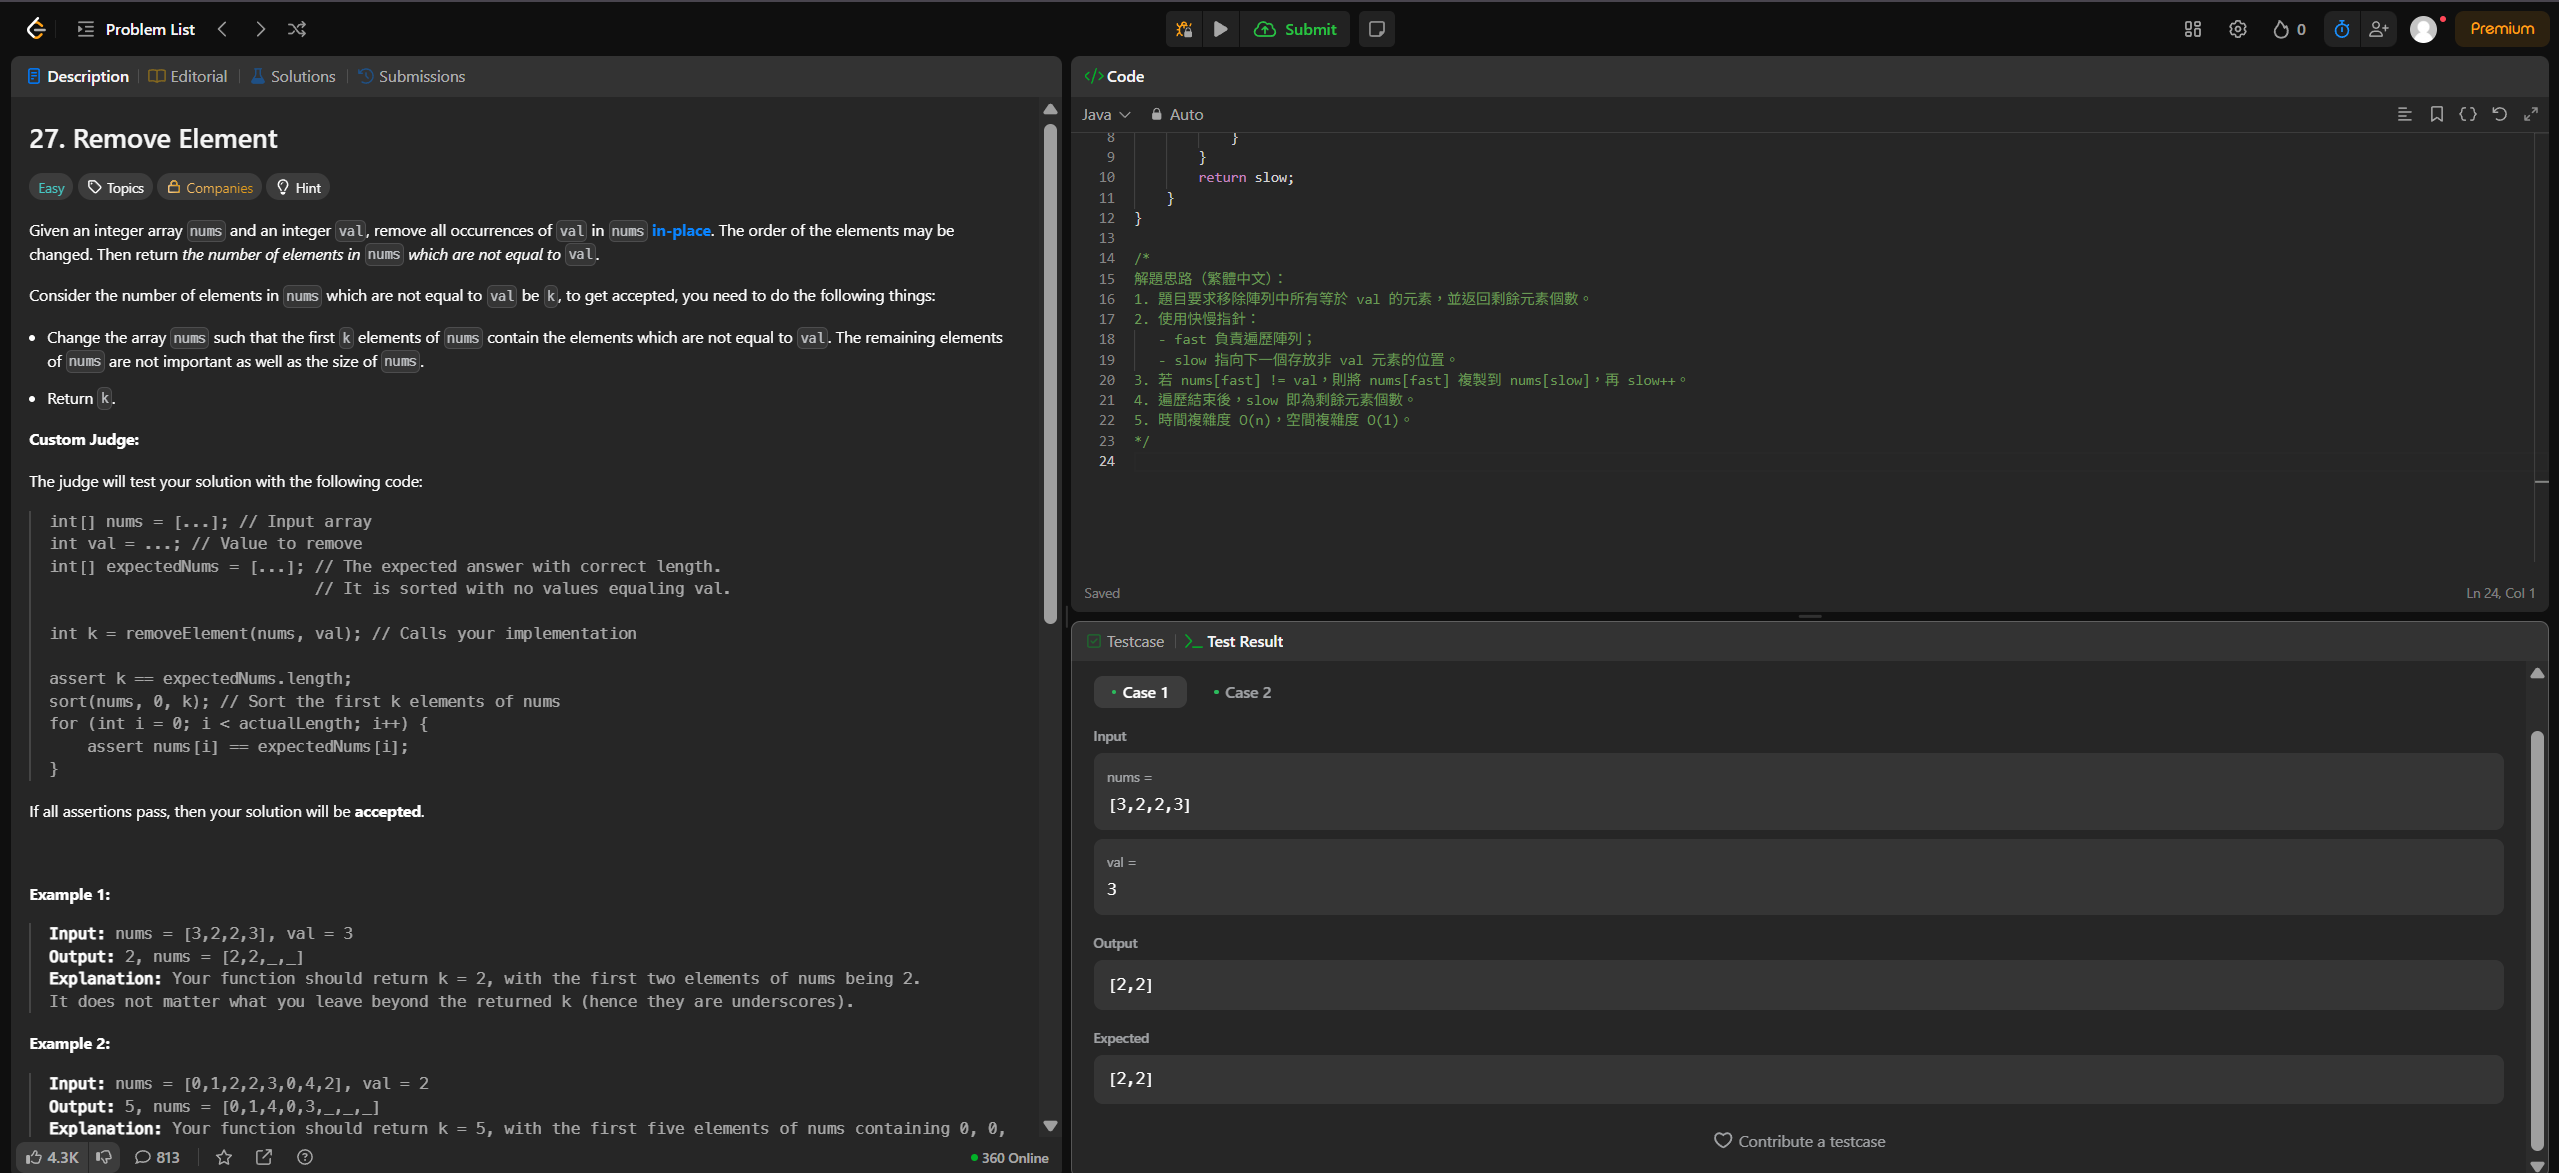 Problem List
Submit
0
Premium
Description
Editorial
Solutions
Submissions
27. Remove Element
Easy
Topics
Companies
Hint
Given an integer array nums and an integer val, remove all occurrences of val in nums in-place. The order of the elements may be
changed. Then return the number of elements in nums which are not equal to val.
Consider the number of elements in nums which are not equal to val be k, to get accepted, you need to do the following things:
• Change the array nums such that the first k elements of nums contain the elements which are not equal to val. The remaining elements
of nums are not important as well as the size of nums.
• Return k.
Custom Judge:
The judge will test your solution with the following code:
int[] nums = [...]; // Input array
int val = ...; // Value to remove
int[] expectedNums = [...]; // The expected answer with correct length.
// It is sorted with no values equaling val.
int k = removeElement(nums, val); // Calls your implementation
assert k == expectedNums.length;
sort(nums, 0, k); // Sort the first k elements of nums
for (int i = 0; i < actualLength; i++) {
    assert nums[i] == expectedNums[i];
}
If all assertions pass, then your solution will be accepted.
Example 1:
Input: nums = [3,2,2,3], val = 3
Output: 2, nums = [2,2,_,_]
Explanation: Your function should return k = 2, with the first two elements of nums being 2.
It does not matter what you leave beyond the returned k (hence they are underscores).
Example 2:
Input: nums = [0,1,2,2,3,0,4,2], val = 2
Output: 5, nums = [0,1,4,0,3,_,_,_]
Explanation: Your function should return k = 5, with the first five elements of nums containing 0, 0,
4.3K
813
360 Online
Code
Java
Auto
8 }
9 }
10 return slow;
11 }
12 }
13
14 /*
15 解題思路（繁體中文）：
16 1. 題目要求移除陣列中所有等於 val 的元素，並返回剩餘元素個數。
17 2. 使用快慢指針：
18 - fast 負責遍歷陣列；
19 - slow 指向下一個存放非 val 元素的位置。
20 3. 若 nums[fast] != val，則將 nums[fast] 複製到 nums[slow]，再 slow++。
21 4. 遍歷結束後，slow 即為剩餘元素個數。
22 5. 時間複雜度 O(n)，空間複雜度 O(1)。
23 */
24
Saved
Ln 24, Col 1
Testcase
Test Result
Case 1
Case 2
Input
nums =
[3,2,2,3]
val =
3
Output
[2,2]
Expected
[2,2]
Contribute a testcase